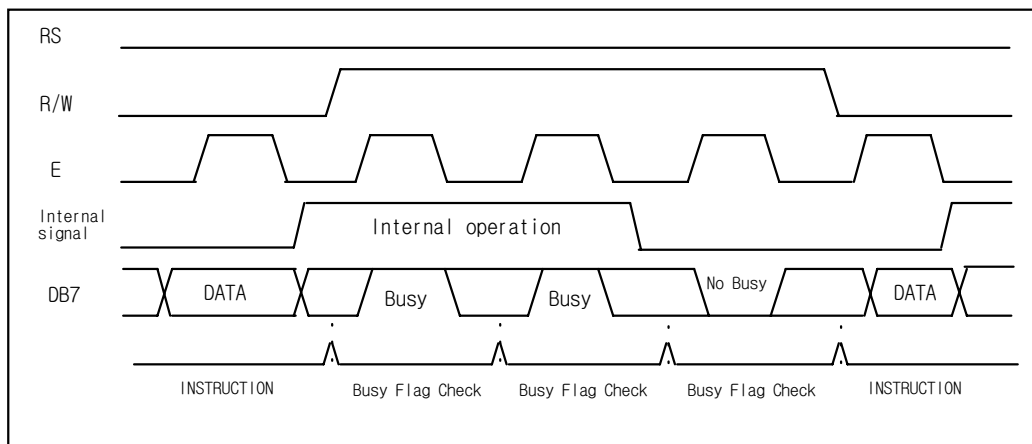 RS
R/W
E
Internal
signal
Internal operation
DB7
DATA
Busy
Busy
No Busy
DATA
INSTRUCTION
Busy Flag Check
Busy Flag Check
Busy Flag Check
INSTRUCTION